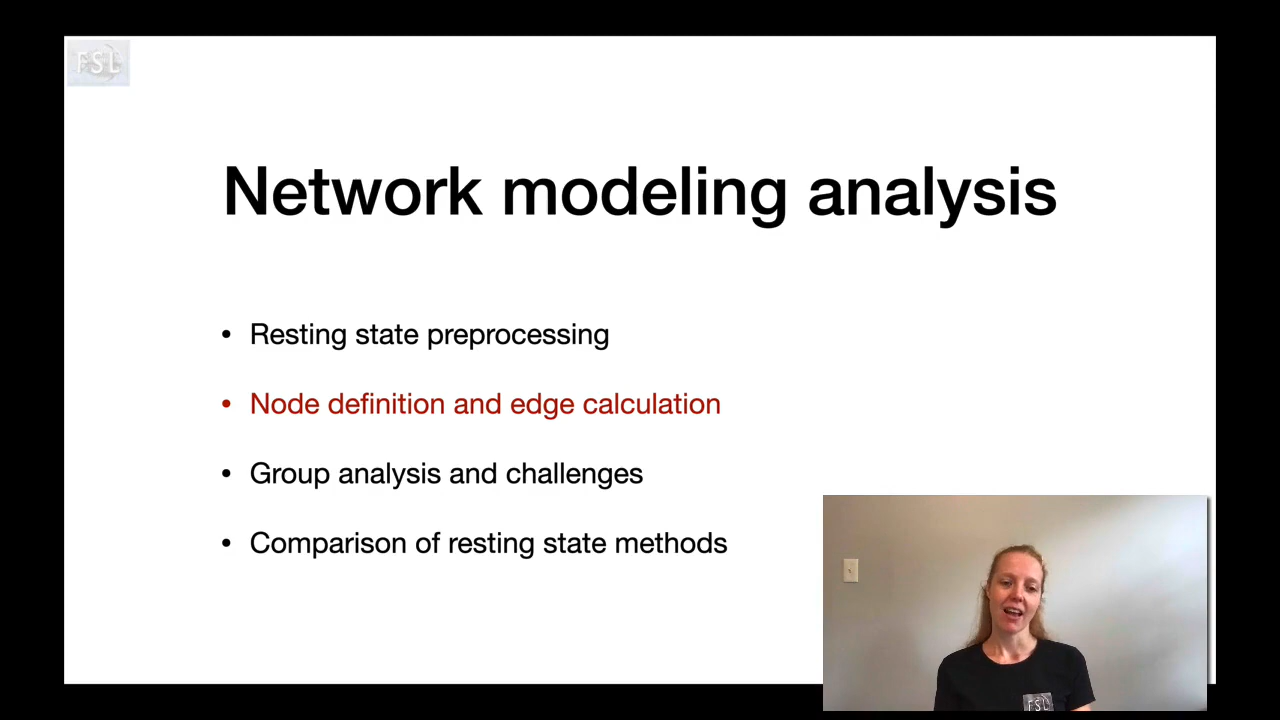 FSL
Network modeling analysis
• Resting state preprocessing
• Node definition and edge calculation
• Group analysis and challenges
• Comparison of resting state methods
FSL